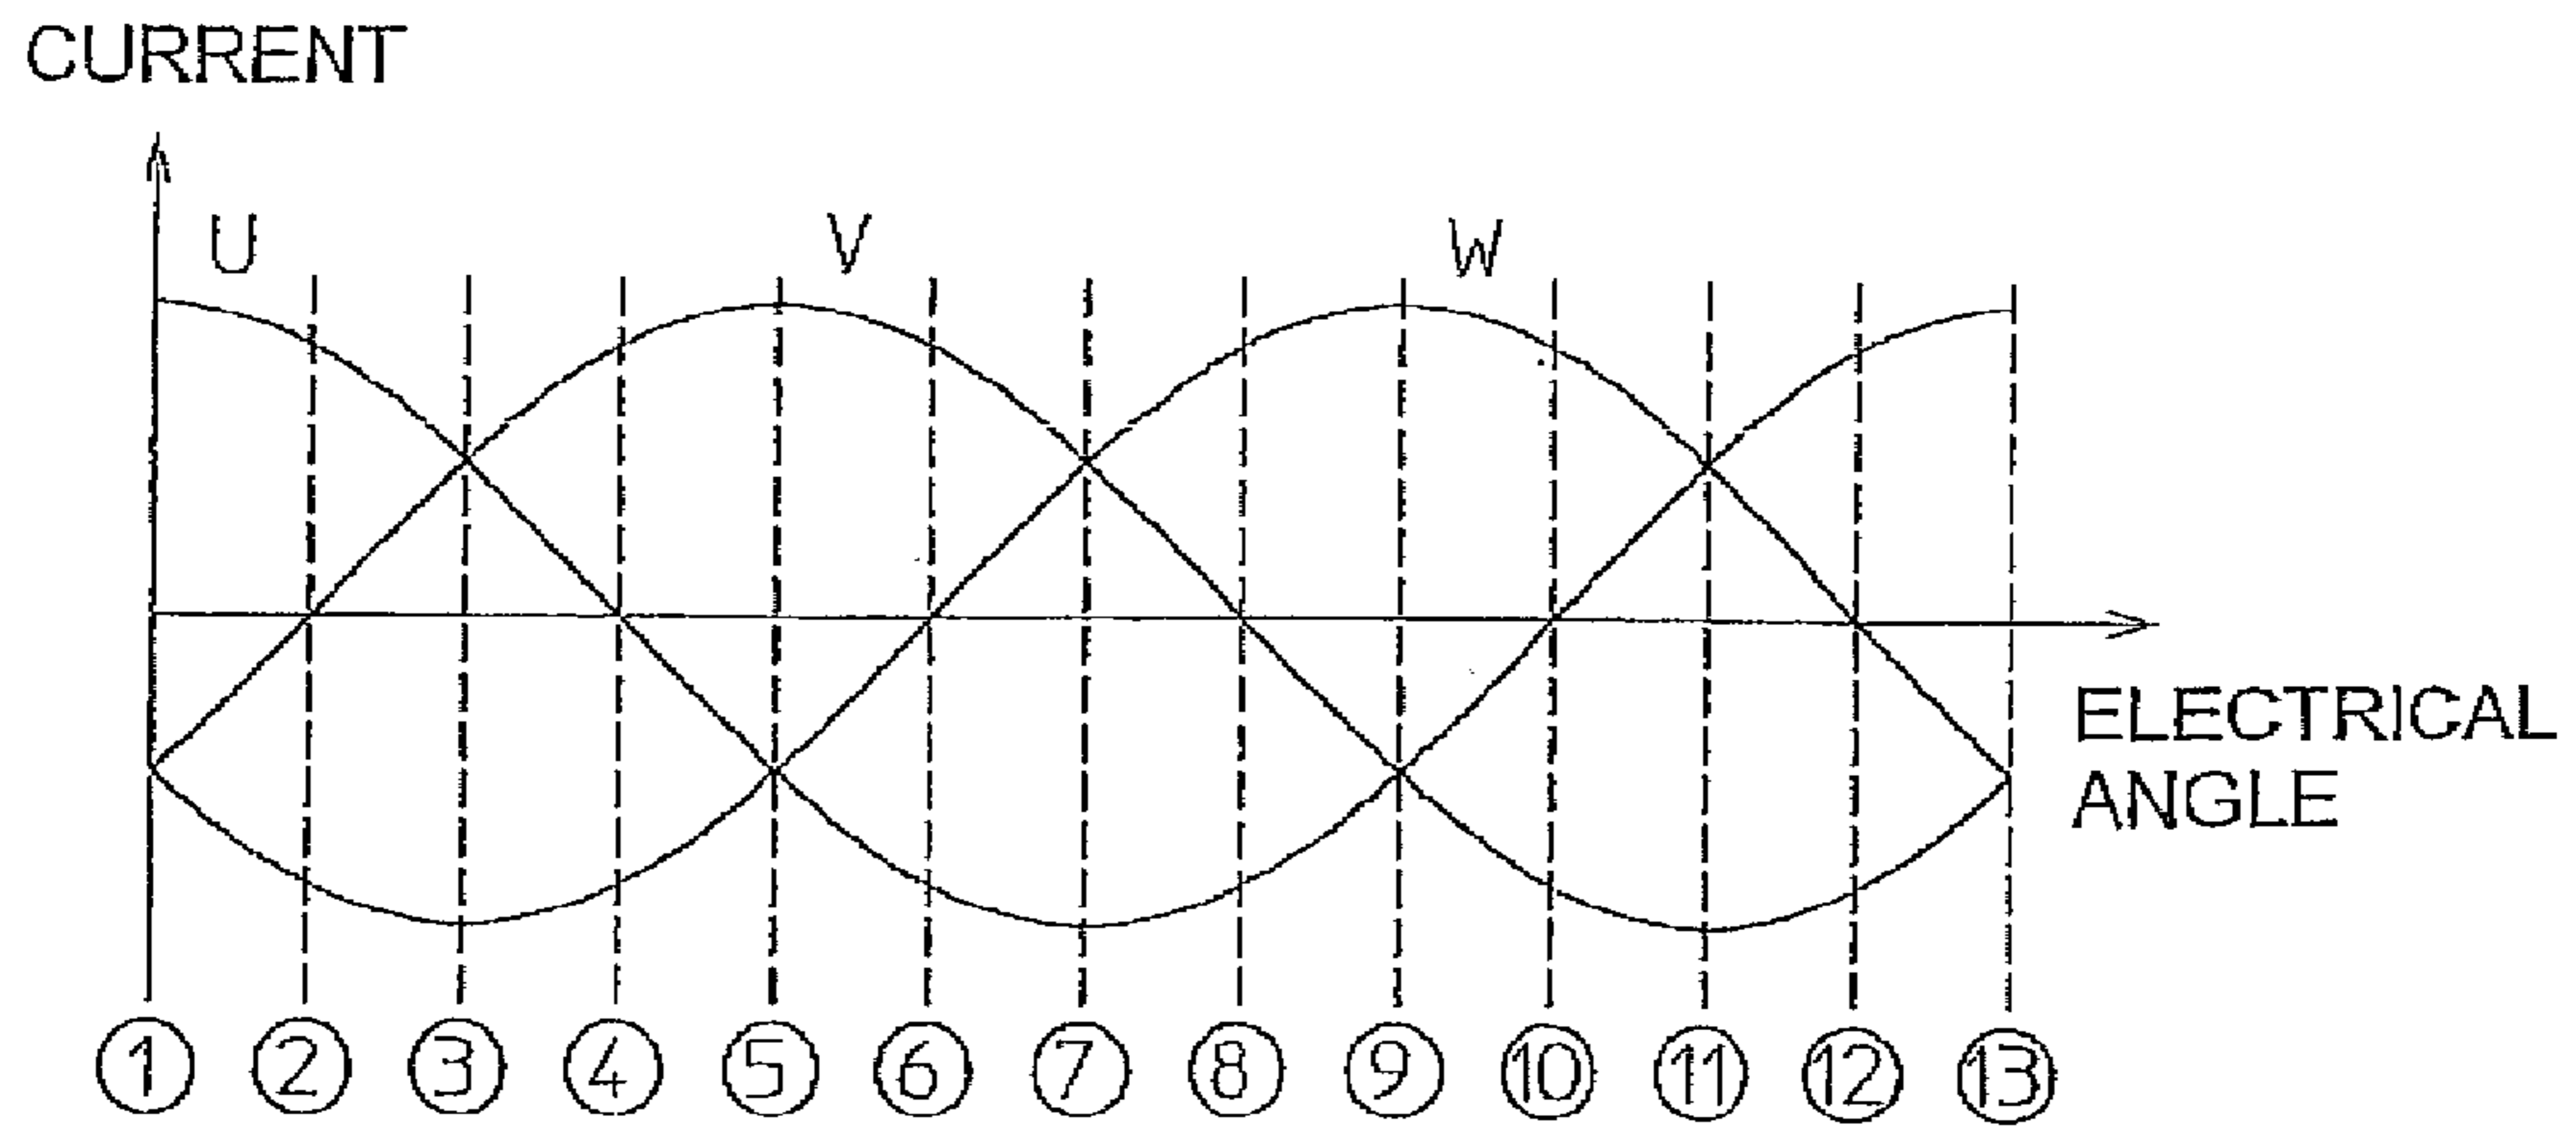 CURRENT
U V W
ELECTRICAL
ANGLE
① ② ③ ④ ⑤ ⑥ ⑦ ⑧ ⑨ ⑩ ⑪ ⑫ ⑬